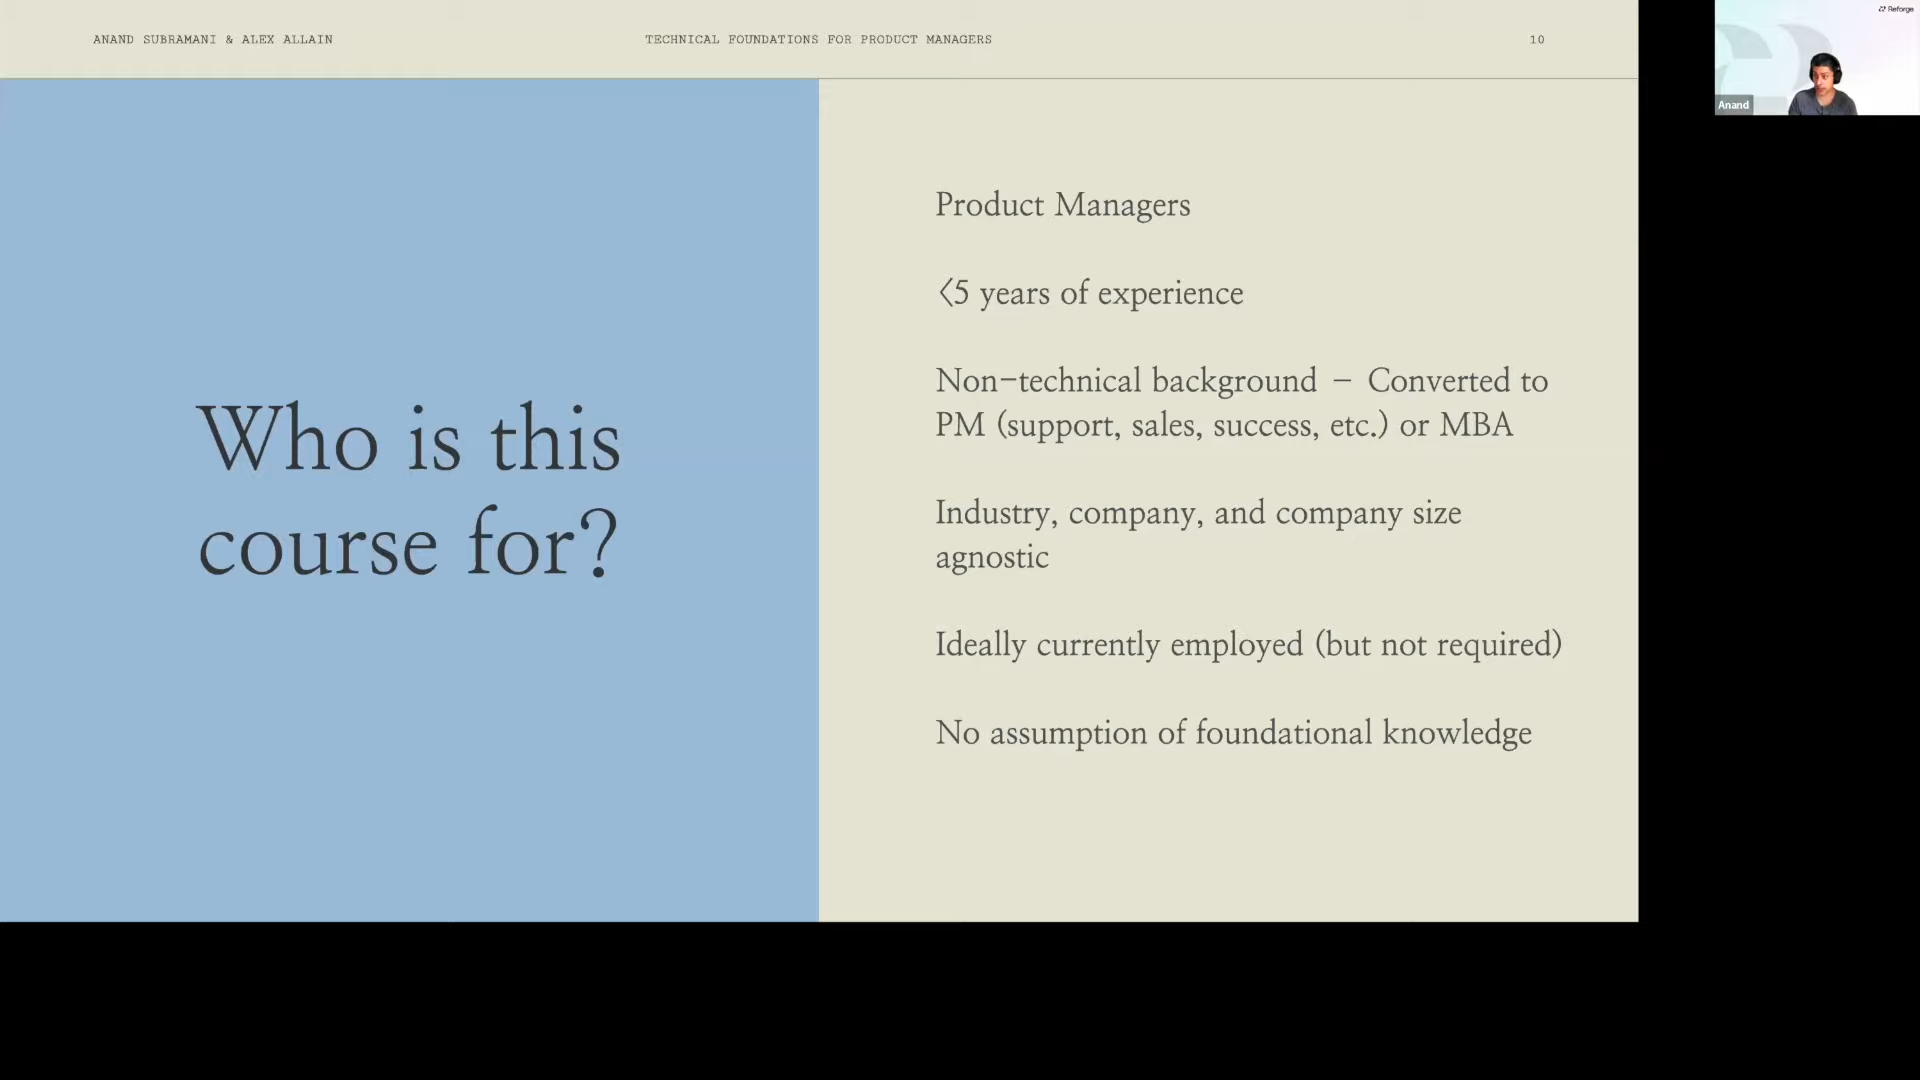 ANAND SUBRAMANI & ALEX ALLAIN
TECHNICAL FOUNDATIONS FOR PRODUCT MANAGERS
10
Reforge
Anand
Who is this
course for?
Product Managers
<5 years of experience
Non-technical background – Converted to
PM (support, sales, success, etc.) or MBA
Industry, company, and company size
agnostic
Ideally currently employed (but not required)
No assumption of foundational knowledge